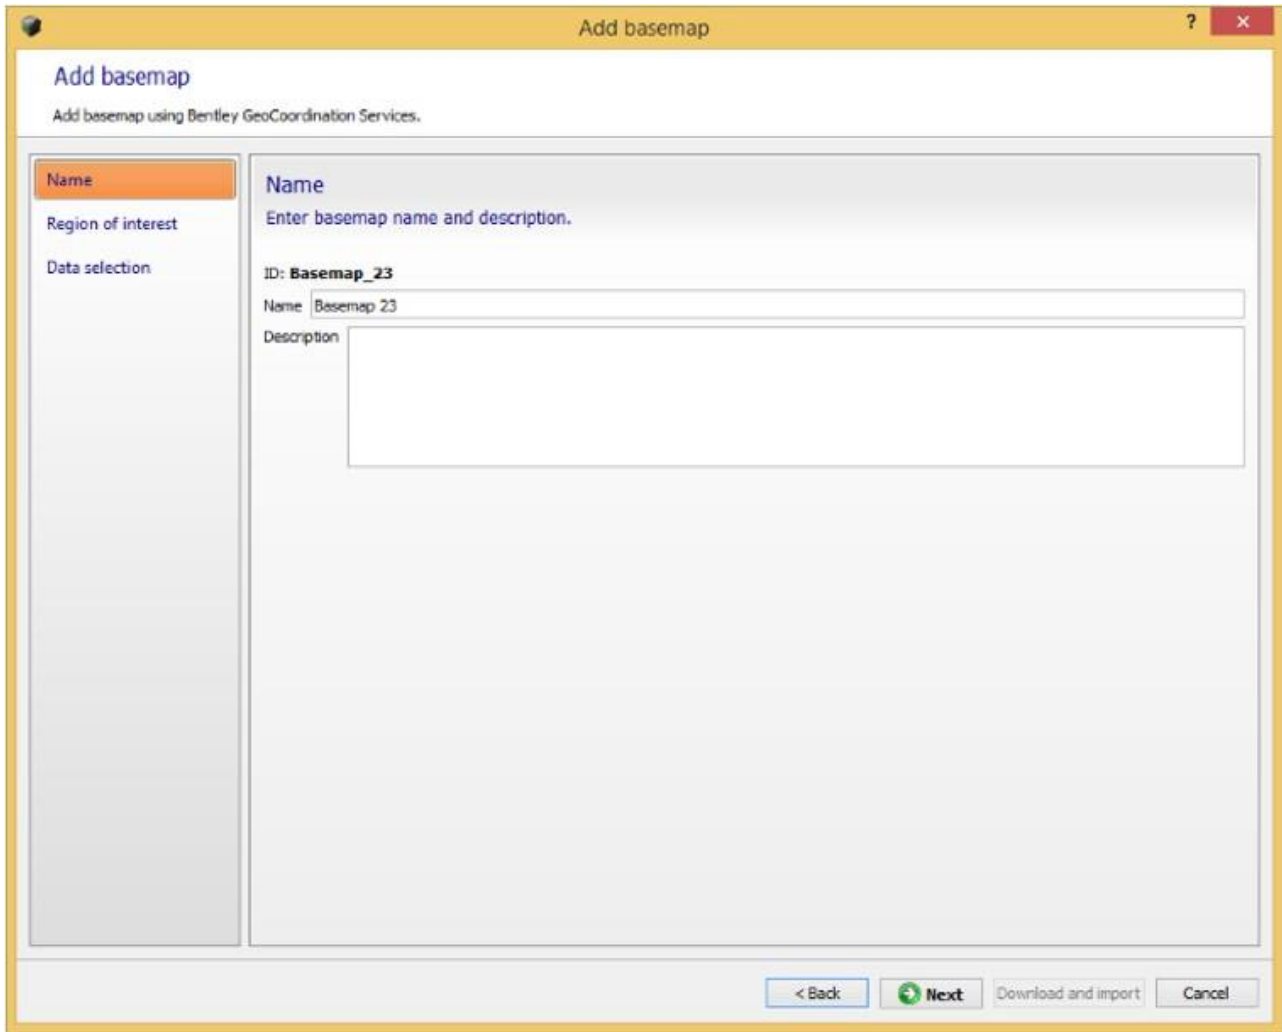 Add basemap
?
Add basemap
Add basemap using Bentley GeoCoordination Services.
Name
Region of interest
Data selection
Name
Enter basemap name and description.
ID: Basemap_23
Name Basemap 23
Description
< Back Next Download and import Cancel